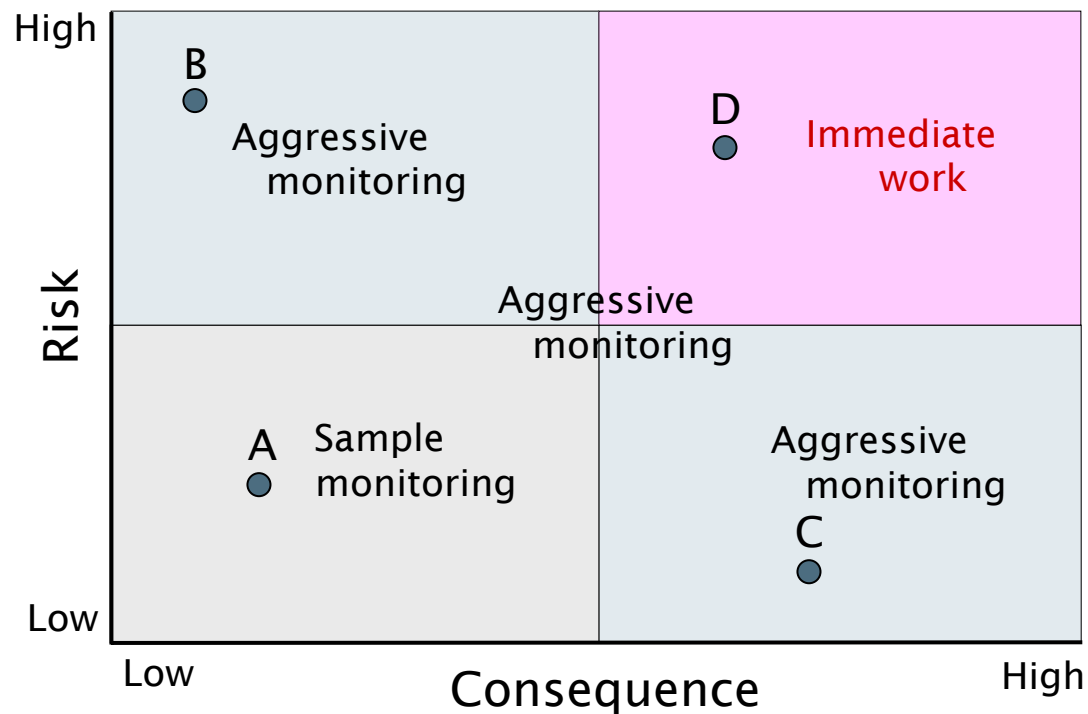 High
B
D
Aggressive
monitoring
Immediate
work
Risk
Aggressive
monitoring
A
Sample
monitoring
Aggressive
monitoring
C
Low
Low
Consequence
High